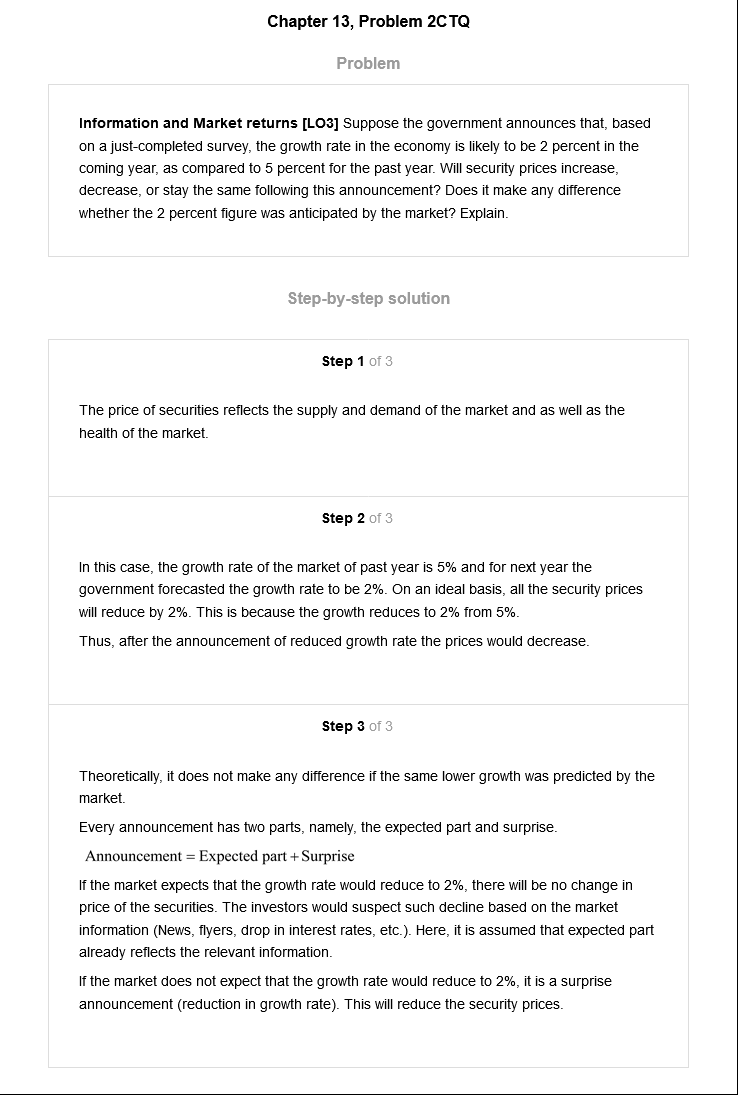 Chapter 13, Problem 2CTQ
Problem
Information and Market returns [LO3] Suppose the government announces that, based
on a just-completed survey, the growth rate in the economy is likely to be 2 percent in the
coming year, as compared to 5 percent for the past year. Will security prices increase,
decrease, or stay the same following this announcement? Does it make any difference
whether the 2 percent figure was anticipated by the market? Explain.
Step-by-step solution
Step 1 of 3
The price of securities reflects the supply and demand of the market and as well as the
health of the market.
Step 2 of 3
In this case, the growth rate of the market of past year is 5% and for next year the
government forecasted the growth rate to be 2%. On an ideal basis, all the security prices
will reduce by 2%. This is because the growth reduces to 2% from 5%.
Thus, after the announcement of reduced growth rate the prices would decrease.
Step 3 of 3
Theoretically, it does not make any difference if the same lower growth was predicted by the
market.
Every announcement has two parts, namely, the expected part and surprise.
Announcement = Expected part + Surprise
If the market expects that the growth rate would reduce to 2%, there will be no change in
price of the securities. The investors would suspect such decline based on the market
information (News, flyers, drop in interest rates, etc.). Here, it is assumed that expected part
already reflects the relevant information.
If the market does not expect that the growth rate would reduce to 2%, it is a surprise
announcement (reduction in growth rate). This will reduce the security prices.